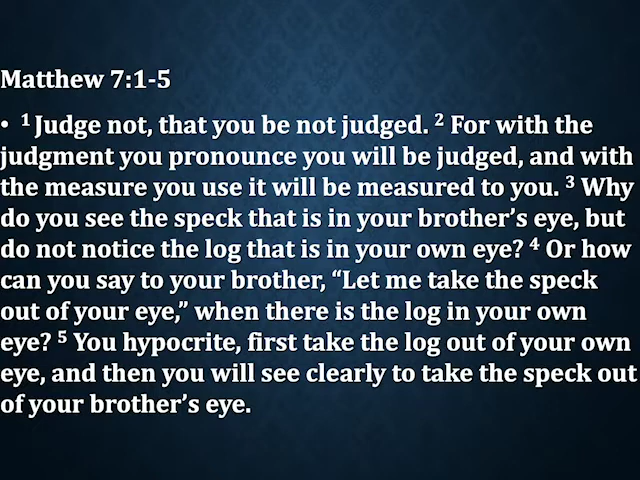 Matthew 7:1-5
• ¹ Judge not, that you be not judged. ² For with the
judgment you pronounce you will be judged, and with
the measure you use it will be measured to you. ³ Why
do you see the speck that is in your brother’s eye, but
do not notice the log that is in your own eye? ⁴ Or how
can you say to your brother, “Let me take the speck
out of your eye,” when there is the log in your own
eye? ⁵ You hypocrite, first take the log out of your own
eye, and then you will see clearly to take the speck out
of your brother’s eye.